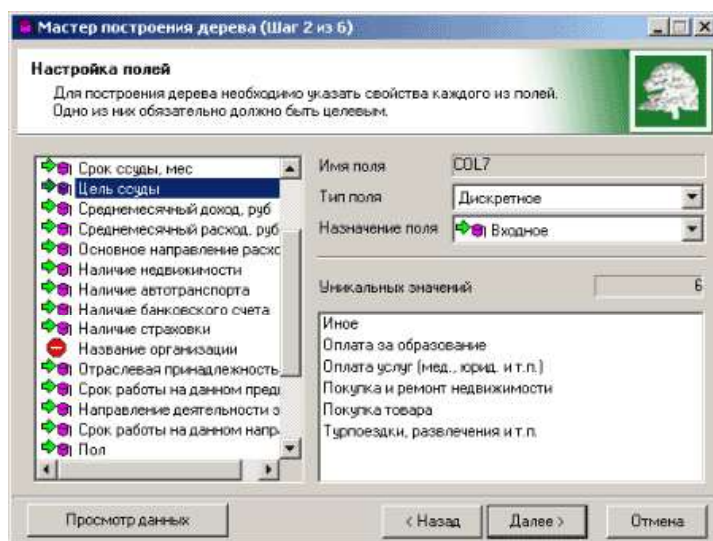 Мастер построения дерева (Шаг 2 из 6)
Настройка полей
Для построения дерева необходимо указать свойства каждого из полей.
Одно из них обязательно должно быть целевым.
Срок ссуды, мес
Цель ссуды
Среднемесячный доход, руб
Среднемесячный расход, руб
Основное направление расхс
Наличие недвижимости
Наличие автотранспорта
Наличие банковского счета
Наличие страховки
Название организации
Отраслевая принадлежность
Срок работы на данном предп
Направление деятельности з
Срок работы на данном напр
Пол
Имя поля COL7
Тип поля Дискретное
Назначение поля Входное
Уникальных значений 6
Иное
Оплата за образование
Оплата услуг (мед., юрид. и т.п.)
Покупка и ремонт недвижимости
Покупка товара
Турпоездки, развлечения и т.п.
Просмотр данных
< Назад
Далее >
Отмена